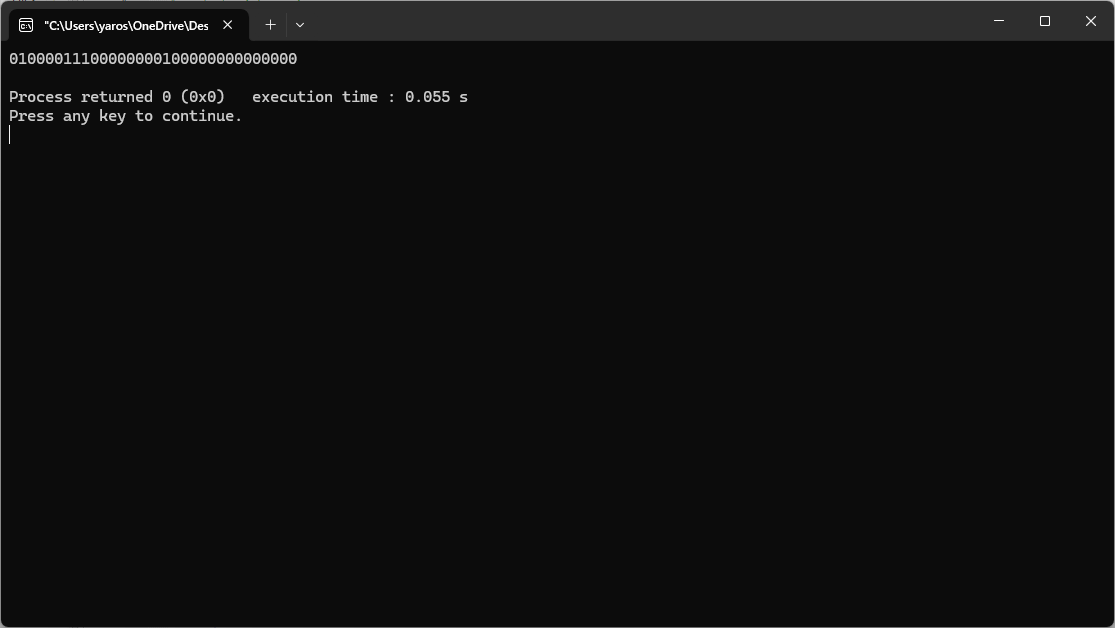 "C:\Users\yaros\OneDrive\Des
01000011100000000100000000000000
Process returned 0 (0x0)   execution time : 0.055 s
Press any key to continue.